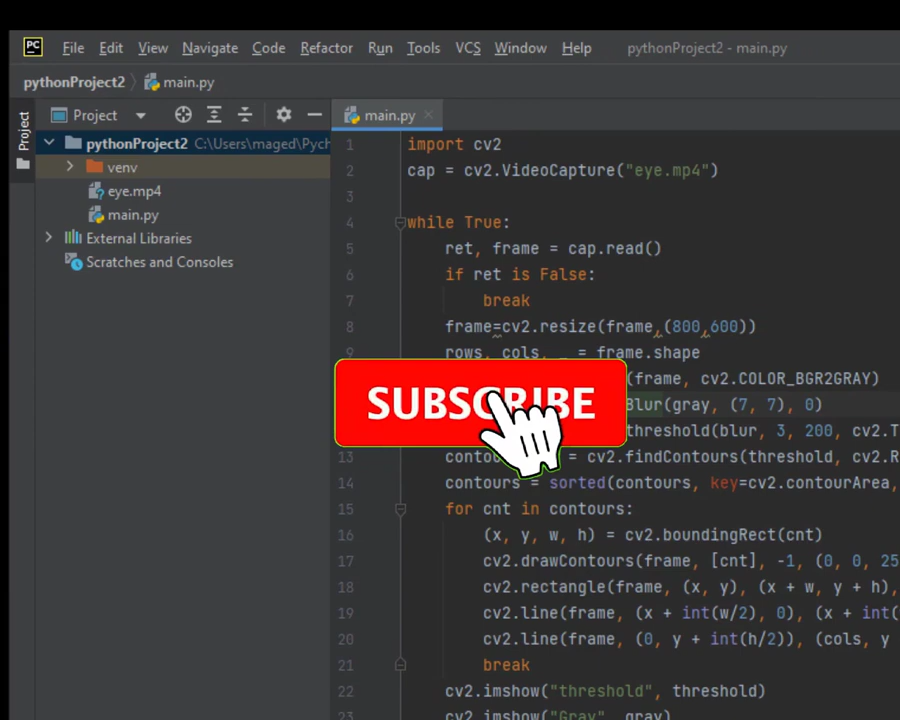 PC File Edit View Navigate Code Refactor Run Tools VCS Window Help pythonProject2 - main.py
pythonProject2 main.py
Project
Project
main.py
pythonProject2 C:\Users\maged\Pych
venv
eye.mp4
main.py
External Libraries
Scratches and Consoles
1 import cv2
2 cap = cv2.VideoCapture("eye.mp4")
3
4 while True:
5 ret, frame = cap.read()
6 if ret is False:
7 break
8 frame=cv2.resize(frame,(800,600))
9 rows, cols, _ = frame.shape
(frame, cv2.COLOR_BGR2GRAY)
Blur(gray, (7, 7), 0)
threshold(blur, 3, 200, cv2.T
SUBSCRIBE
13 = cv2.findContours(threshold, cv2.R
14 contours = sorted(contours, key=cv2.contourArea,
15 for cnt in contours:
16 (x, y, w, h) = cv2.boundingRect(cnt)
17 cv2.drawContours(frame, [cnt], -1, (0, 0, 25
18 cv2.rectangle(frame, (x, y), (x + w, y + h),
19 cv2.line(frame, (x + int(w/2), 0), (x + int(
20 cv2.line(frame, (0, y + int(h/2)), (cols, y
21 break
22 cv2.imshow("threshold", threshold)
23 cv2.imshow("Gray", gray)